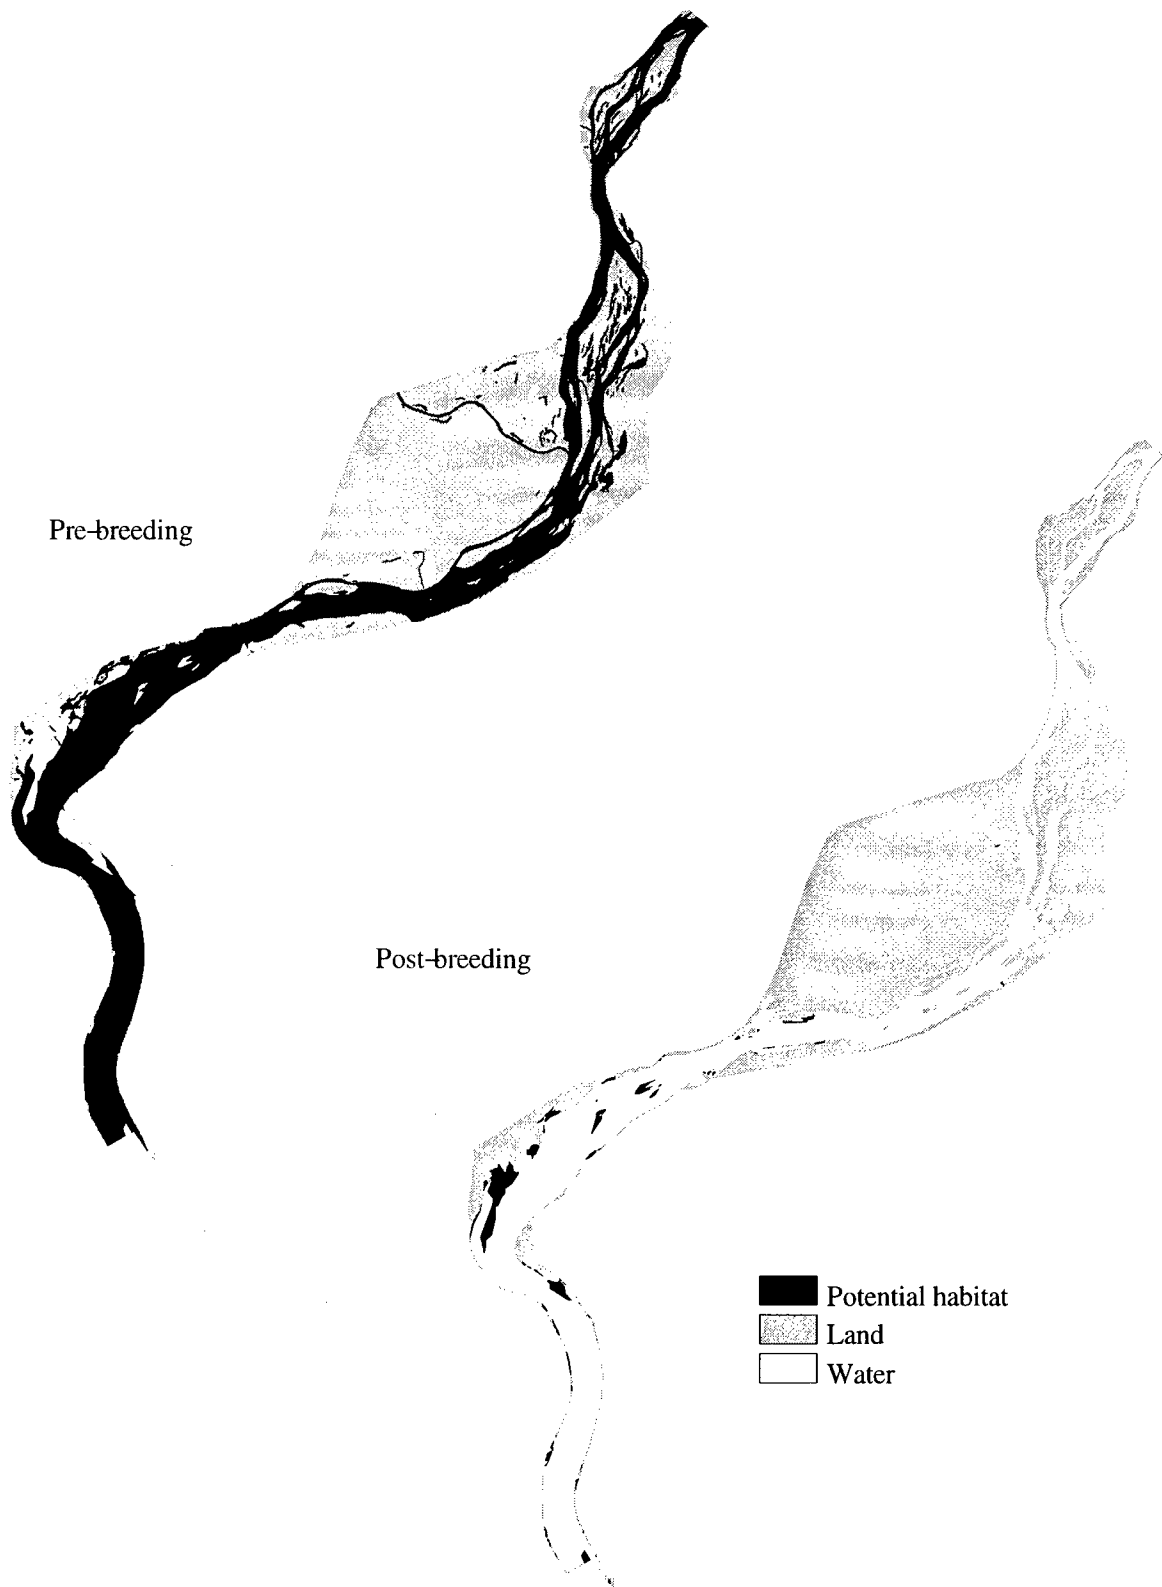 Pre-breeding
Post-breeding
Potential habitat
Land
Water